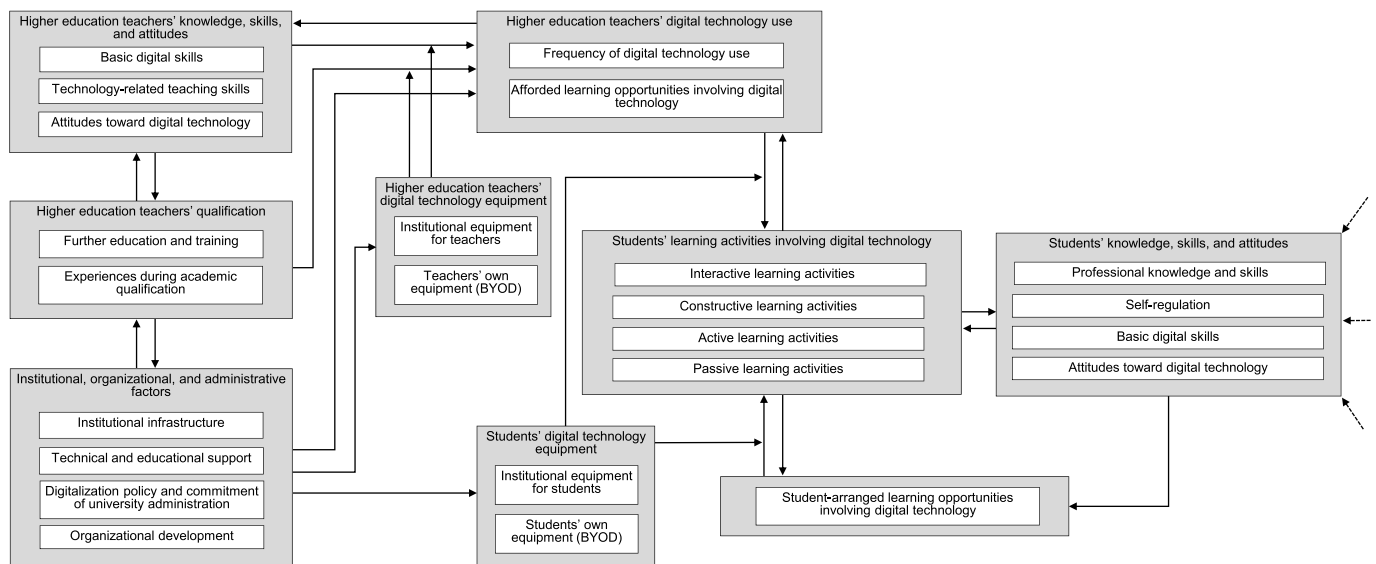 Higher education teachers’ knowledge, skills,
and attitudes
Basic digital skills
Technology-related teaching skills
Attitudes toward digital technology
Higher education teachers’ digital technology use
Frequency of digital technology use
Afforded learning opportunities involving digital
technology
Higher education teachers’ qualification
Further education and training
Experiences during academic
qualification
Higher education teachers’
digital technology equipment
Institutional equipment
for teachers
Teachers’ own
equipment (BYOD)
Students’ learning activities involving digital technology
Interactive learning activities
Constructive learning activities
Active learning activities
Passive learning activities
Students’ knowledge, skills, and attitudes
Professional knowledge and skills
Self-regulation
Basic digital skills
Attitudes toward digital technology
Institutional, organizational, and administrative
factors
Institutional infrastructure
Technical and educational support
Digitalization policy and commitment
of university administration
Organizational development
Students’ digital technology
equipment
Institutional equipment
for students
Students’ own
equipment (BYOD)
Student-arranged learning opportunities
involving digital technology